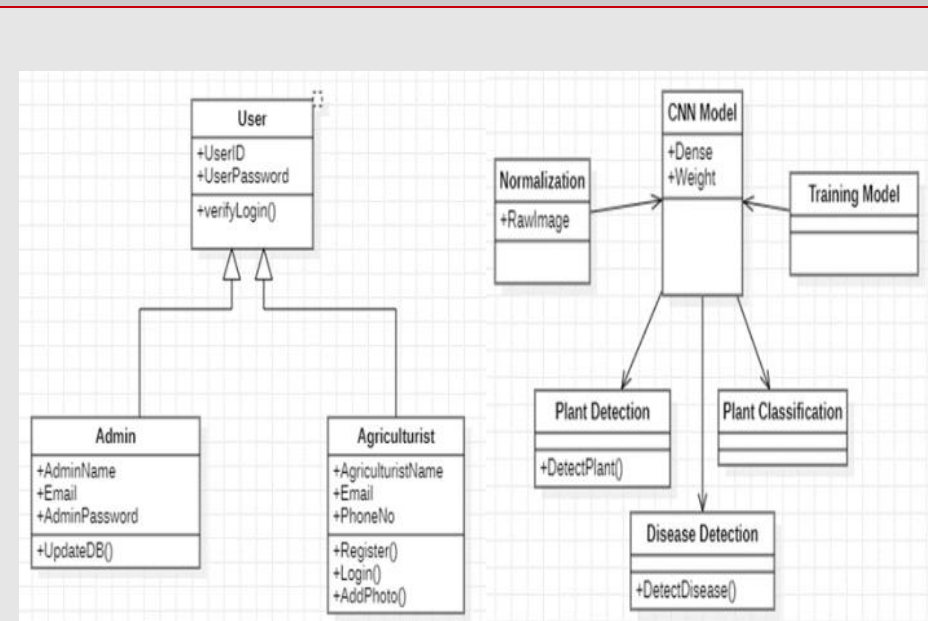 User
+UserID
+UserPassword
+verifyLogin()
Admin
+AdminName
+Email
+AdminPassword
+UpdateDB()
Agriculturist
+AgriculturistName
+Email
+PhoneNo
+Register()
+Login()
+AddPhoto()
CNN Model
+Dense
+Weight
Normalization
+RawImage
Training Model
Plant Detection
+DetectPlant()
Plant Classification
Disease Detection
+DetectDisease()